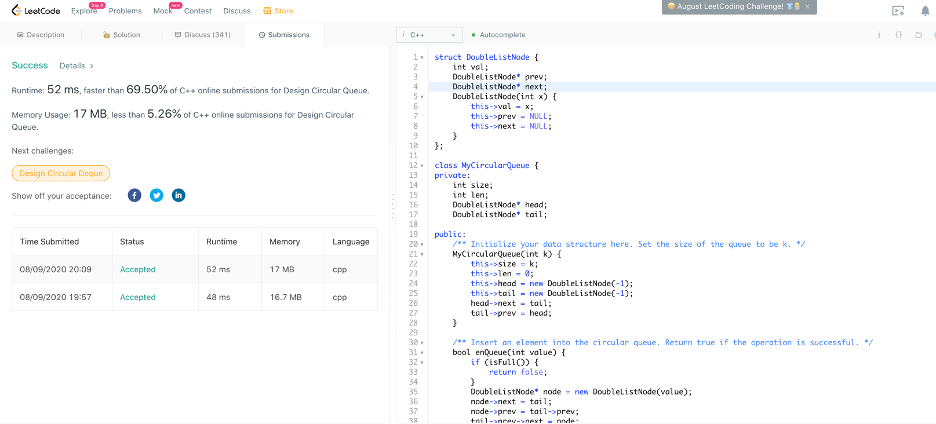 LeetCode Explore Day 9 Problems Mock new Contest Discuss Store
August LeetCoding Challenge! ×
Description Solution Discuss (341) Submissions
i C++ Autocomplete i {}
Success Details >
Runtime: 52 ms, faster than 69.50% of C++ online submissions for Design Circular Queue.
Memory Usage: 17 MB, less than 5.26% of C++ online submissions for Design Circular
Queue.
Next challenges:
Design Circular Deque
Show off your acceptance:
Time Submitted Status Runtime Memory Language
08/09/2020 20:09 Accepted 52 ms 17 MB cpp
08/09/2020 19:57 Accepted 48 ms 16.7 MB cpp
1 struct DoubleListNode {
2 int val;
3 DoubleListNode* prev;
4 DoubleListNode* next;
5 DoubleListNode(int x) {
6 this->val = x;
7 this->prev = NULL;
8 this->next = NULL;
9 }
10 };
11
12 class MyCircularQueue {
13 private:
14 int size;
15 int len;
16 DoubleListNode* head;
17 DoubleListNode* tail;
18
19 public:
20 /** Initialize your data structure here. Set the size of the queue to be k. */
21 MyCircularQueue(int k) {
22 this->size = k;
23 this->len = 0;
24 this->head = new DoubleListNode(-1);
25 this->tail = new DoubleListNode(-1);
26 head->next = tail;
27 tail->prev = head;
28 }
29
30 /** Insert an element into the circular queue. Return true if the operation is successful. */
31 bool enQueue(int value) {
32 if (isFull()) {
33 return false;
34 }
35 DoubleListNode* node = new DoubleListNode(value);
36 node->next = tail;
37 node->prev = tail->prev;
38 tail->prev->next = node;